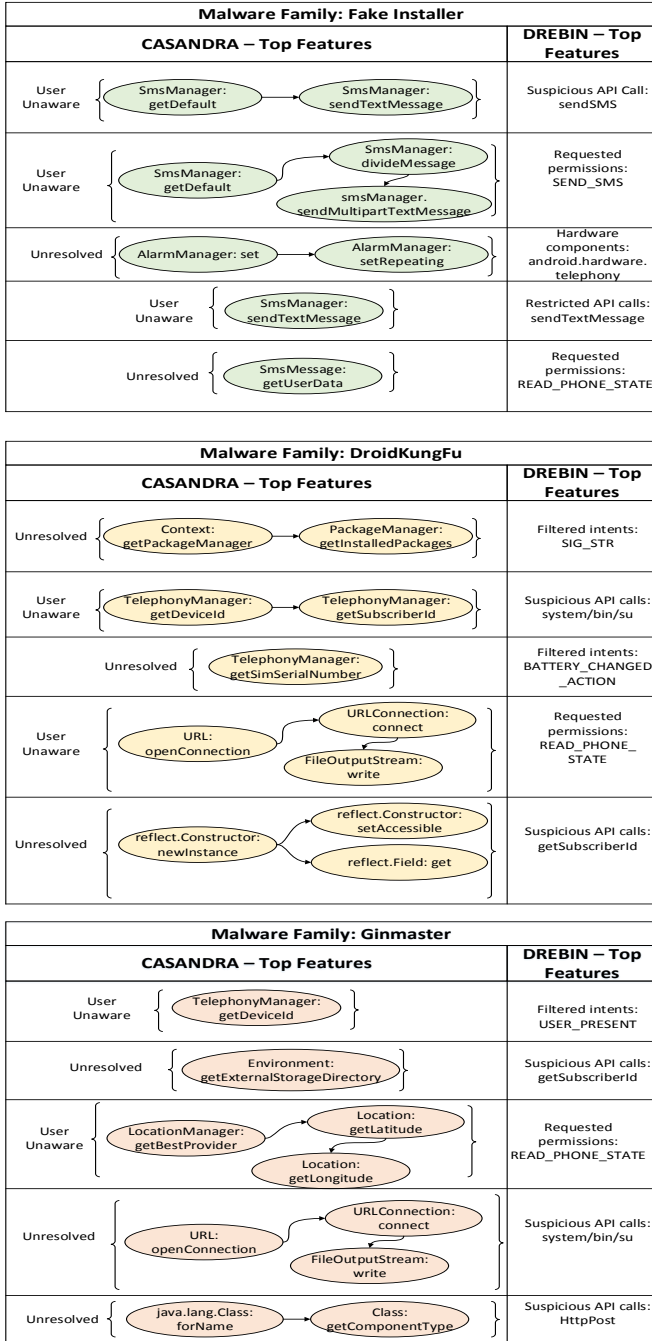 Malware Family: Fake Installer
CASANDRA – Top Features
DREBIN – Top
Features
User
Unaware
SmsManager:
getDefault
SmsManager:
sendTextMessage
Suspicious API Call:
sendSMS
User
Unaware
SmsManager:
getDefault
SmsManager:
divideMessage
smsManager.
sendMultipartTextMessage
Requested
permissions:
SEND_SMS
Unresolved
AlarmManager: set
AlarmManager:
setRepeating
Hardware
components:
android.hardware.
telephony
User
Unaware
SmsManager:
sendTextMessage
Restricted API calls:
sendTextMessage
Unresolved
SmsMessage:
getUserData
Requested
permissions:
READ_PHONE_STATE
Malware Family: DroidKungFu
CASANDRA – Top Features
DREBIN – Top
Features
Unresolved
Context:
getPackageManager
PackageManager:
getInstalledPackages
Filtered intents:
SIG_STR
User
Unaware
TelephonyManager:
getDeviceId
TelephonyManager:
getSubscriberId
Suspicious API calls:
system/bin/su
Unresolved
TelephonyManager:
getSimSerialNumber
Filtered intents:
BATTERY_CHANGED
_ACTION
User
Unaware
URL:
openConnection
URLConnection:
connect
FileOutputStream:
write
Requested
permissions:
READ_PHONE_
STATE
Unresolved
reflect.Constructor:
newInstance
reflect.Constructor:
setAccessible
reflect.Field: get
Suspicious API calls:
getSubscriberId
Malware Family: Ginmaster
CASANDRA – Top Features
DREBIN – Top
Features
User
Unaware
TelephonyManager:
getDeviceId
Filtered intents:
USER_PRESENT
Unresolved
Environment:
getExternalStorageDirectory
Suspicious API calls:
getSubscriberId
User
Unaware
LocationManager:
getBestProvider
Location:
getLatitude
Location:
getLongitude
Requested
permissions:
READ_PHONE_STATE
Unresolved
URL:
openConnection
URLConnection:
connect
FileOutputStream:
write
Suspicious API calls:
system/bin/su
Unresolved
java.lang.Class:
forName
Class:
getComponentType
Suspicious API calls:
HttpPost